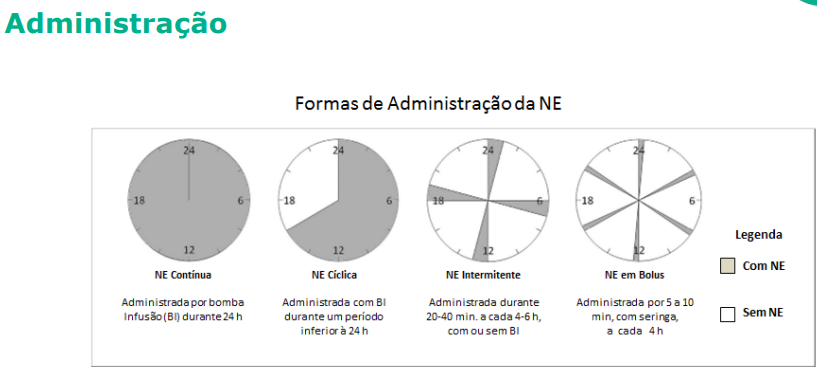 Administração
Formas de Administração da NE
24
6
12
18
24
6
12
18
24
6
12
18
24
6
12
18
NE Contínua
Administrada por bomba
Infusão (BI) durante 24 h
NE Cíclica
Administrada com BI
durante um período
inferior à 24 h
NE Intermitente
Administrada durante
20-40 min. a cada 4-6 h,
com ou sem BI
NE em Bolus
Administrada por 5 a 10
min, com seringa,
a cada 4 h
Legenda
Com NE
Sem NE